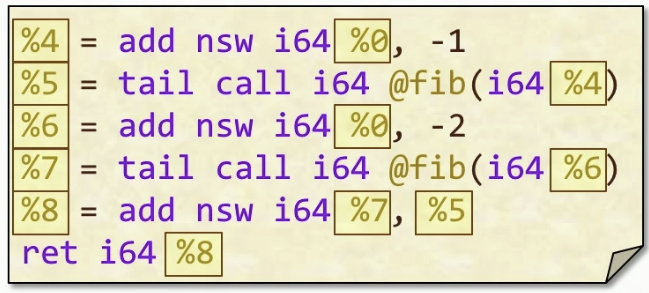 %4 = add nsw i64 %0, -1
%5 = tail call i64 @fib(i64 %4)
%6 = add nsw i64 %0, -2
%7 = tail call i64 @fib(i64 %6)
%8 = add nsw i64 %7, %5
ret i64 %8